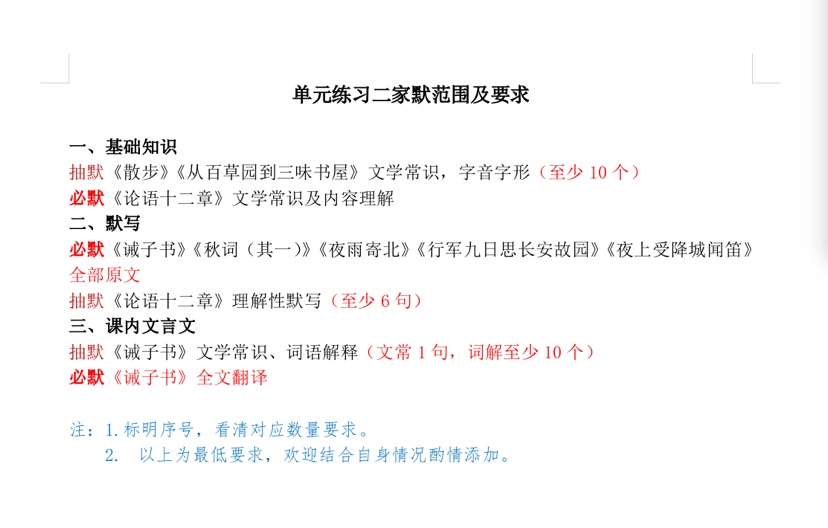 单元练习二家默范围及要求
一、基础知识
抽默《散步》《从百草园到三味书屋》文学常识，字音字形（至少 10 个）
必默《论语十二章》文学常识及内容理解
二、默写
必默《诫子书》《秋词（其一）》《夜雨寄北》《行军九日思长安故园》《夜上受降城闻笛》
全部原文
抽默《论语十二章》理解性默写（至少 6 句）
三、课内文言文
抽默《诫子书》文学常识、词语解释（文常 1 句，词解至少 10 个）
必默《诫子书》全文翻译
注：1.标明序号，看清对应数量要求。
2. 以上为最低要求，欢迎结合自身情况酌情添加。